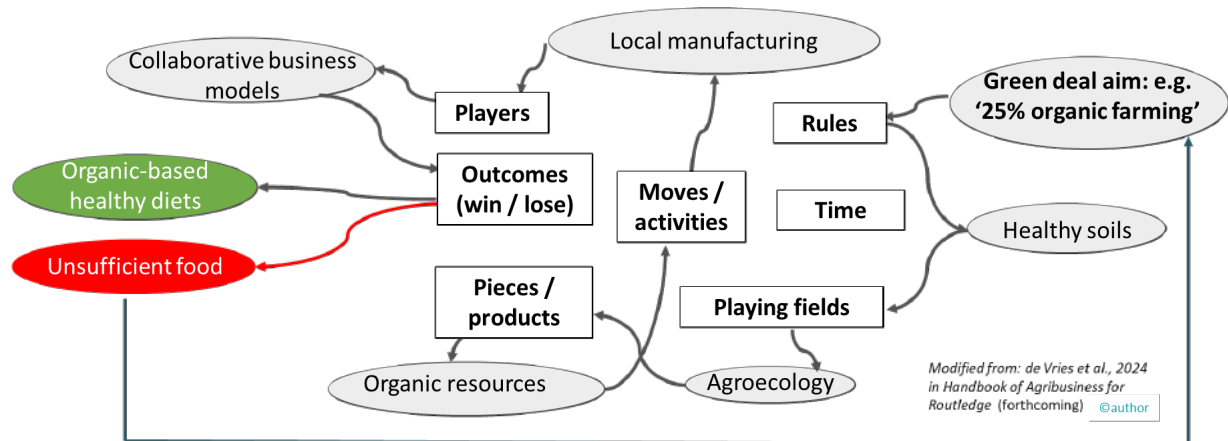 Local manufacturing
Collaborative business
models
Green deal aim: e.g.
‘25% organic farming’
Players
Rules
Organic-based
healthy diets
Outcomes
(win / lose)
Moves /
activities
Time
Healthy soils
Unsufficient food
Pieces /
products
Playing fields
Organic resources
Agroecology
Modified from: de Vries et al., 2024
in Handbook of Agribusiness for
Routledge (forthcoming)
©author